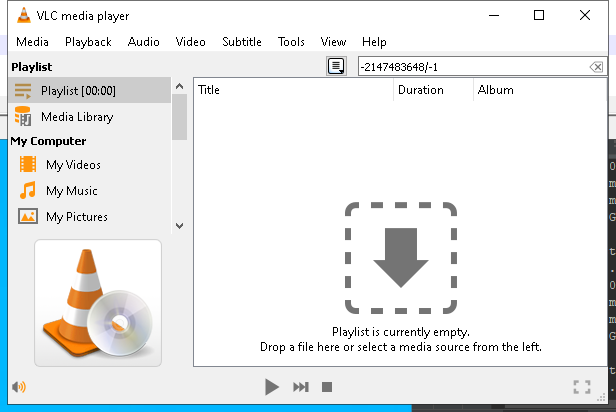 VLC media player
Media Playback Audio Video Subtitle Tools View Help
Playlist
-2147483648/-1
Playlist [00:00]
Media Library
My Computer
My Videos
My Music
My Pictures
Title Duration Album
Playlist is currently empty.
Drop a file here or select a media source from the left.